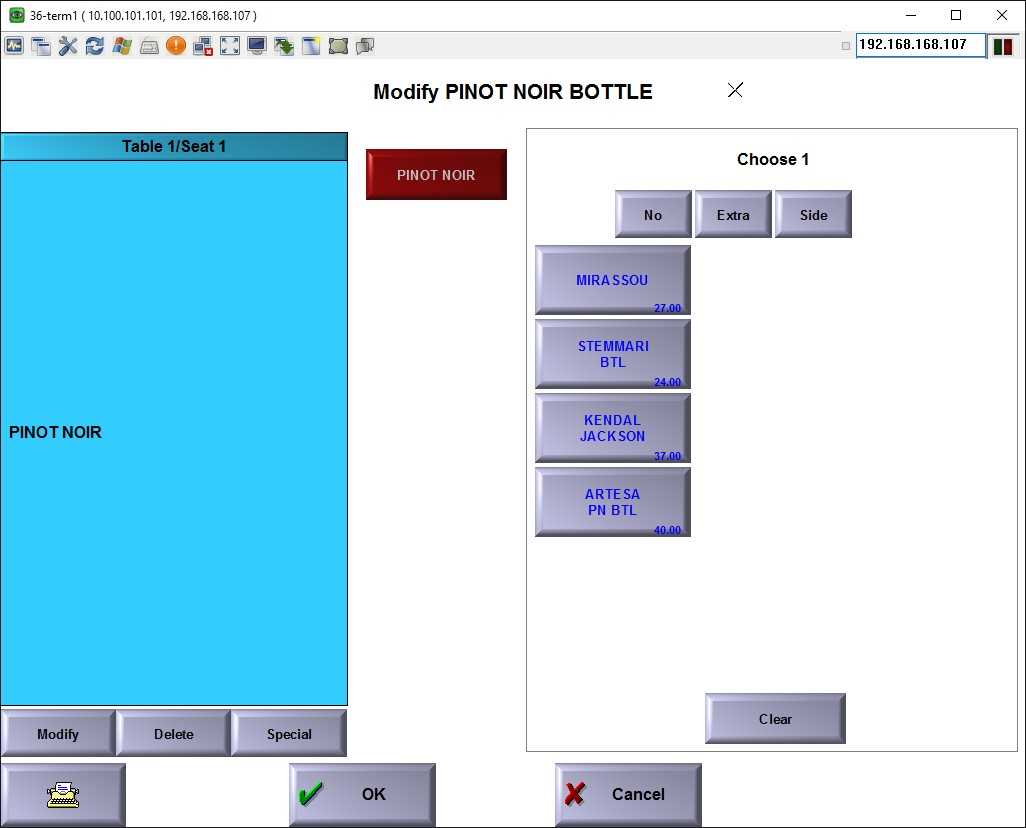 36-term1 ( 10.100.101.101, 192.168.168.107 )
192.168.168.107
Modify PINOT NOIR BOTTLE
Table 1/Seat 1
PINOT NOIR
PINOT NOIR
Choose 1
No
Extra
Side
MIRASSOU
27.00
STEMMARI
BTL
24.00
KENDAL
JACKSON
37.00
ARTESA
PN BTL
40.00
Clear
Modify
Delete
Special
OK
Cancel